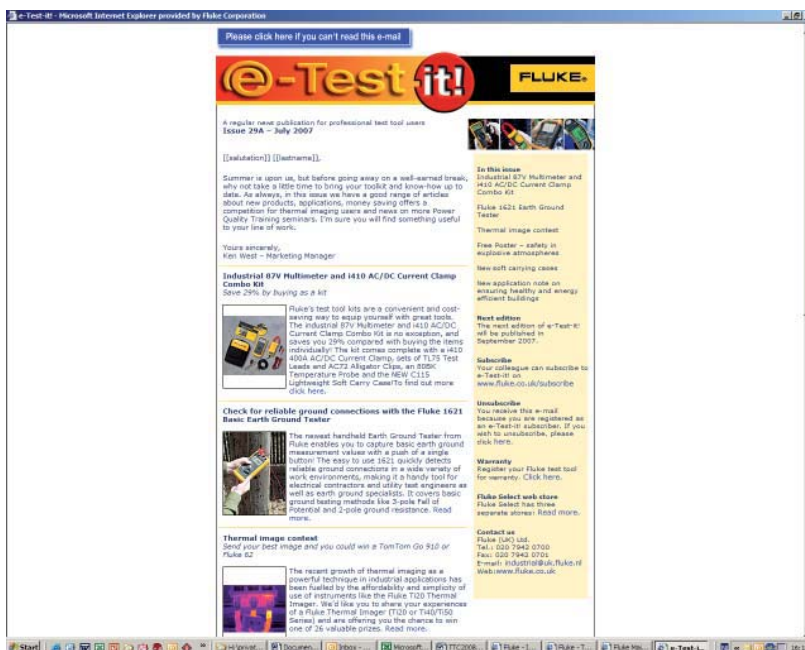 e-Test-it! - Microsoft Internet Explorer provided by Fluke Corporation
Please click here if you can't read this e-mail
e-Test it!
FLUKE®
A regular news publication for professional test tool users
Issue 29A – July 2007
[[salutation]] [[lastname]],
Summer is upon us, but before going away on a well-earned break,
why not take a little time to bring your toolkit and know-how up to
date. As always, in this issue we have a good range of articles
about new products, applications, money saving offers a
competition for thermal imaging users and news on more Power
Quality Training seminars. I'm sure you will find something useful
to your line of work.
Yours sincerely,
Ken West – Marketing Manager
Industrial 87V Multimeter and i410 AC/DC Current Clamp
Combo Kit
Save 29% by buying as a kit
Fluke's test tool kits are a convenient and cost-
saving way to equip yourself with great tools.
The industrial 87V Multimeter and i410 AC/DC
Current Clamp Combo Kit is no exception, and
saves you 29% compared with buying the items
individually! The kit comes complete with a i410
400A AC/DC Current Clamp, sets of TL75 Test
Leads and AC72 Alligator Clips, an 80BK
Temperature Probe and the NEW C115
Lightweight Soft Carry Case!To find out more
click here.
Check for reliable ground connections with the Fluke 1621
Basic Earth Ground Tester
The newest handheld Earth Ground Tester from
Fluke enables you to capture basic earth ground
measurement values with a push of a single
button! The easy to use 1621 quickly detects
reliable ground connections in a wide variety of
work environments, making it a handy tool for
electrical contractors and utility test engineers as
well as earth ground specialists. It covers basic
ground testing methods like 3-pole Fall of
Potential and 2-pole ground resistance. Read
more.
Thermal image contest
Send your best image and you could win a TomTom Go 910 or
Fluke 62
The recent growth of thermal imaging as a
powerful technique in industrial applications has
been fuelled by the affordability and simplicity of
use of instruments like the Fluke Ti20 Thermal
Imager. We'd like you to share your experiences
of a Fluke Thermal Imager (Ti20 or Ti40/Ti50
Series) and are offering you the chance to win
one of 26 valuable prizes. Read more.
In this issue
Industrial 87V Multimeter and
i410 AC/DC Current Clamp
Combo Kit
Fluke 1621 Earth Ground
Tester
Thermal image contest
Free Poster – safety in
explosive atmospheres
New soft carrying cases
New application note on
ensuring healthy and energy
efficient buildings
Next edition
The next edition of e-Test-it!
will be published in
September 2007.
Subscribe
Your colleague can subscribe to
e-Test-it! on
www.fluke.co.uk/subscribe
Unsubscribe
You receive this e-mail
because you are registered as
an e-Test-it! subscriber. If you
wish to unsubscribe, please
click here.
Warranty
Register your Fluke test tool
for warranty. Click here.
Fluke Select web store
Fluke Select has three
separate stores: Read more.
Contact us
Fluke (UK) Ltd.
Tel.: 020 7942 0700
Fax: 020 7942 0701
E-mail: industrial@uk.fluke.nl
Web:www.fluke.co.uk
Start
Documen...
Inbox - ...
Microsoft...
TTC2008...
Fluke - I...
Fluke - T...
Fluke Mai...
e-Test-i...